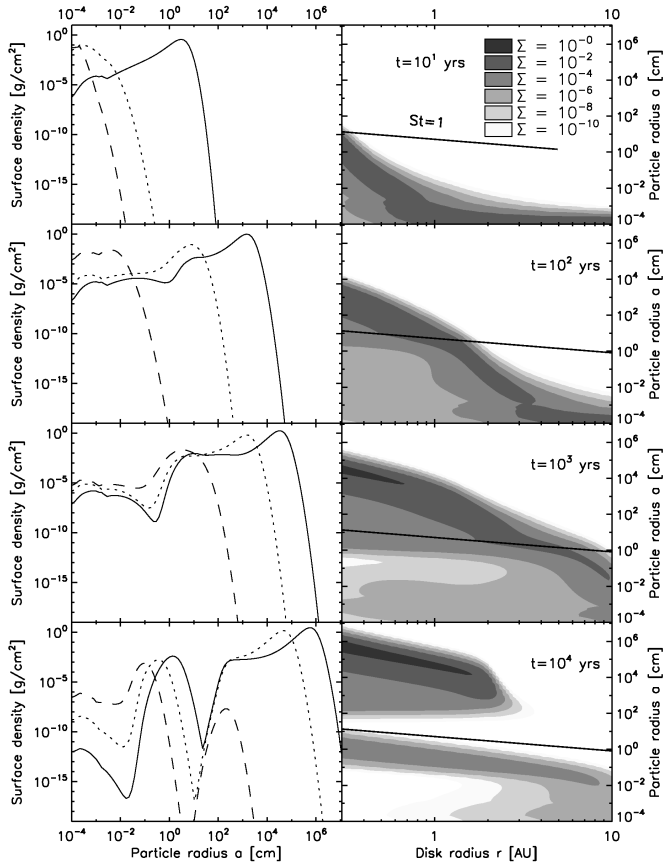 10⁻⁴ 10⁻² 10⁰ 10² 10⁴ 10⁶
1
10
10⁰
10⁻⁵
10⁻¹⁰
10⁻¹⁵
Surface density [g/cm²]
t=10¹ yrs
St=1
Σ = 10⁻⁰
Σ = 10⁻²
Σ = 10⁻⁴
Σ = 10⁻⁶
Σ = 10⁻⁸
Σ = 10⁻¹⁰
10⁶
10⁴
10²
10⁰
10⁻²
10⁻⁴
Particle radius a [cm]
10⁰
10⁻⁵
10⁻¹⁰
10⁻¹⁵
Surface density [g/cm²]
t=10² yrs
10⁶
10⁴
10²
10⁰
10⁻²
10⁻⁴
Particle radius a [cm]
10⁰
10⁻⁵
10⁻¹⁰
10⁻¹⁵
Surface density [g/cm²]
t=10³ yrs
10⁶
10⁴
10²
10⁰
10⁻²
10⁻⁴
Particle radius a [cm]
10⁰
10⁻⁵
10⁻¹⁰
10⁻¹⁵
Surface density [g/cm²]
t=10⁴ yrs
10⁶
10⁴
10²
10⁰
10⁻²
10⁻⁴
Particle radius a [cm]
10⁻⁴ 10⁻² 10⁰ 10² 10⁴ 10⁶
Particle radius a [cm]
1 10
Disk radius r [AU]